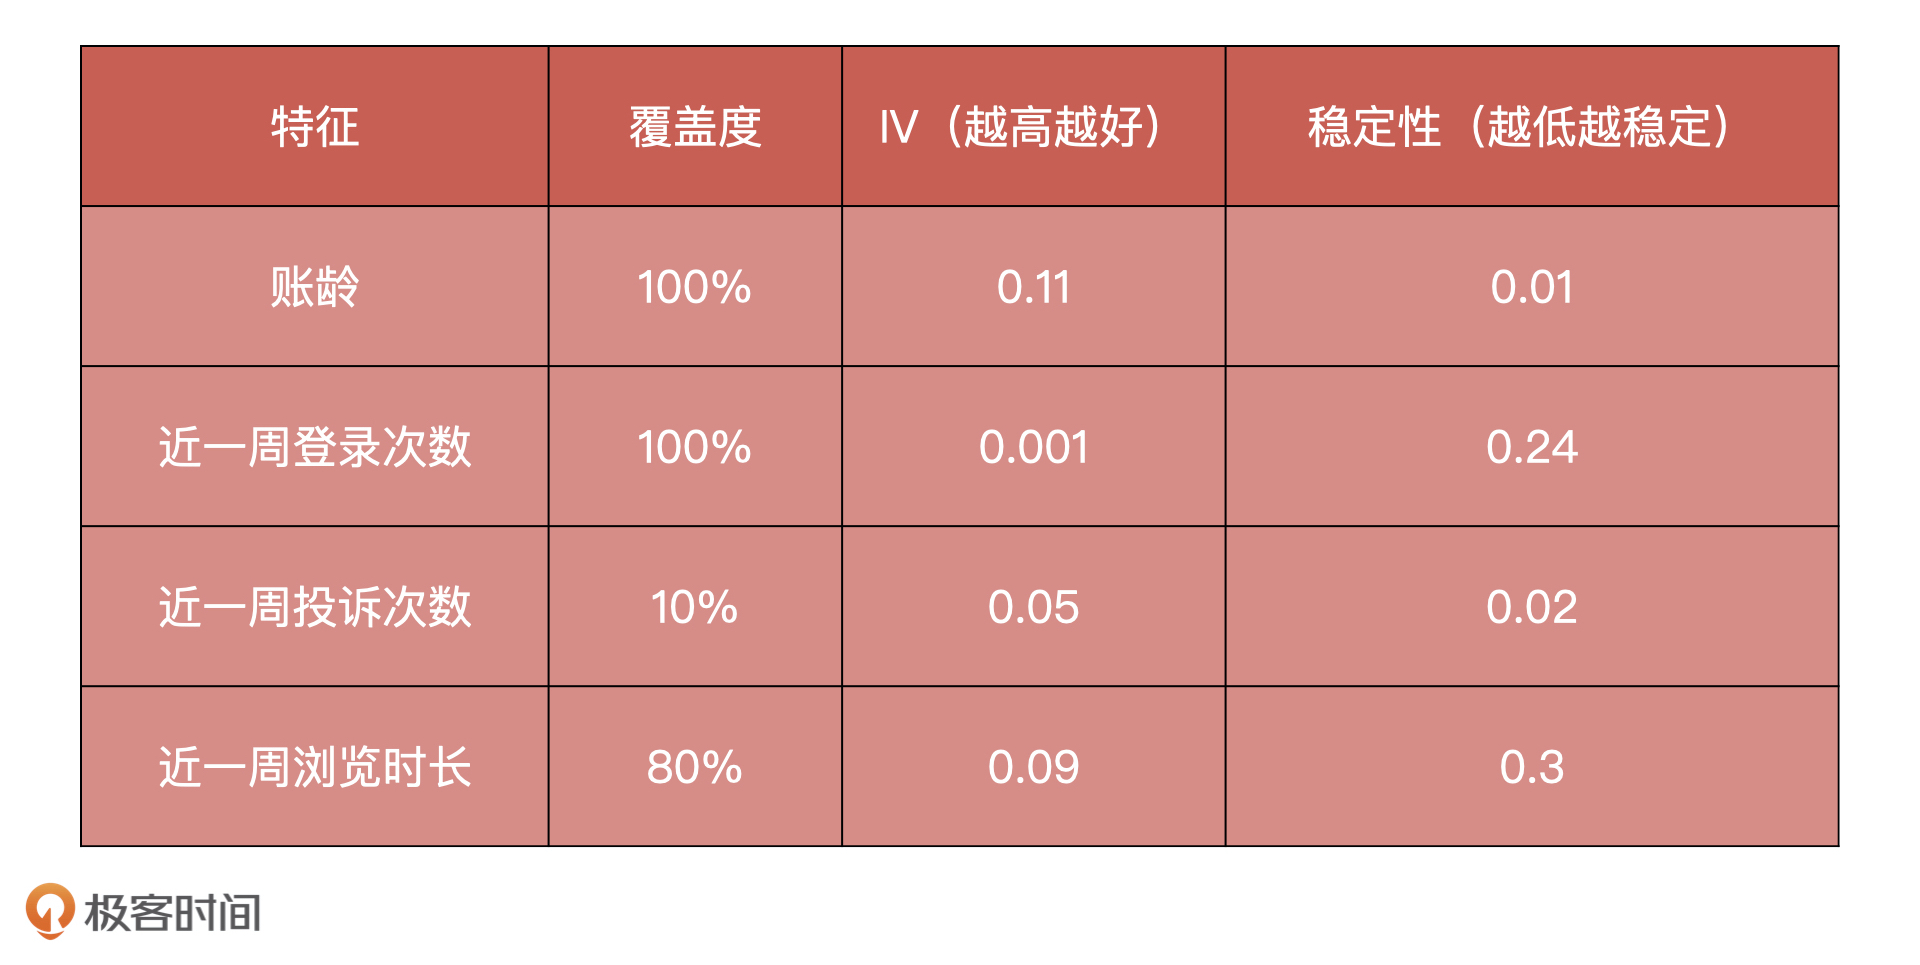 特征 覆盖度 IV（越高越好） 稳定性（越低越稳定）
账龄 100% 0.11 0.01
近一周登录次数 100% 0.001 0.24
近一周投诉次数 10% 0.05 0.02
近一周浏览时长 80% 0.09 0.3
极客时间